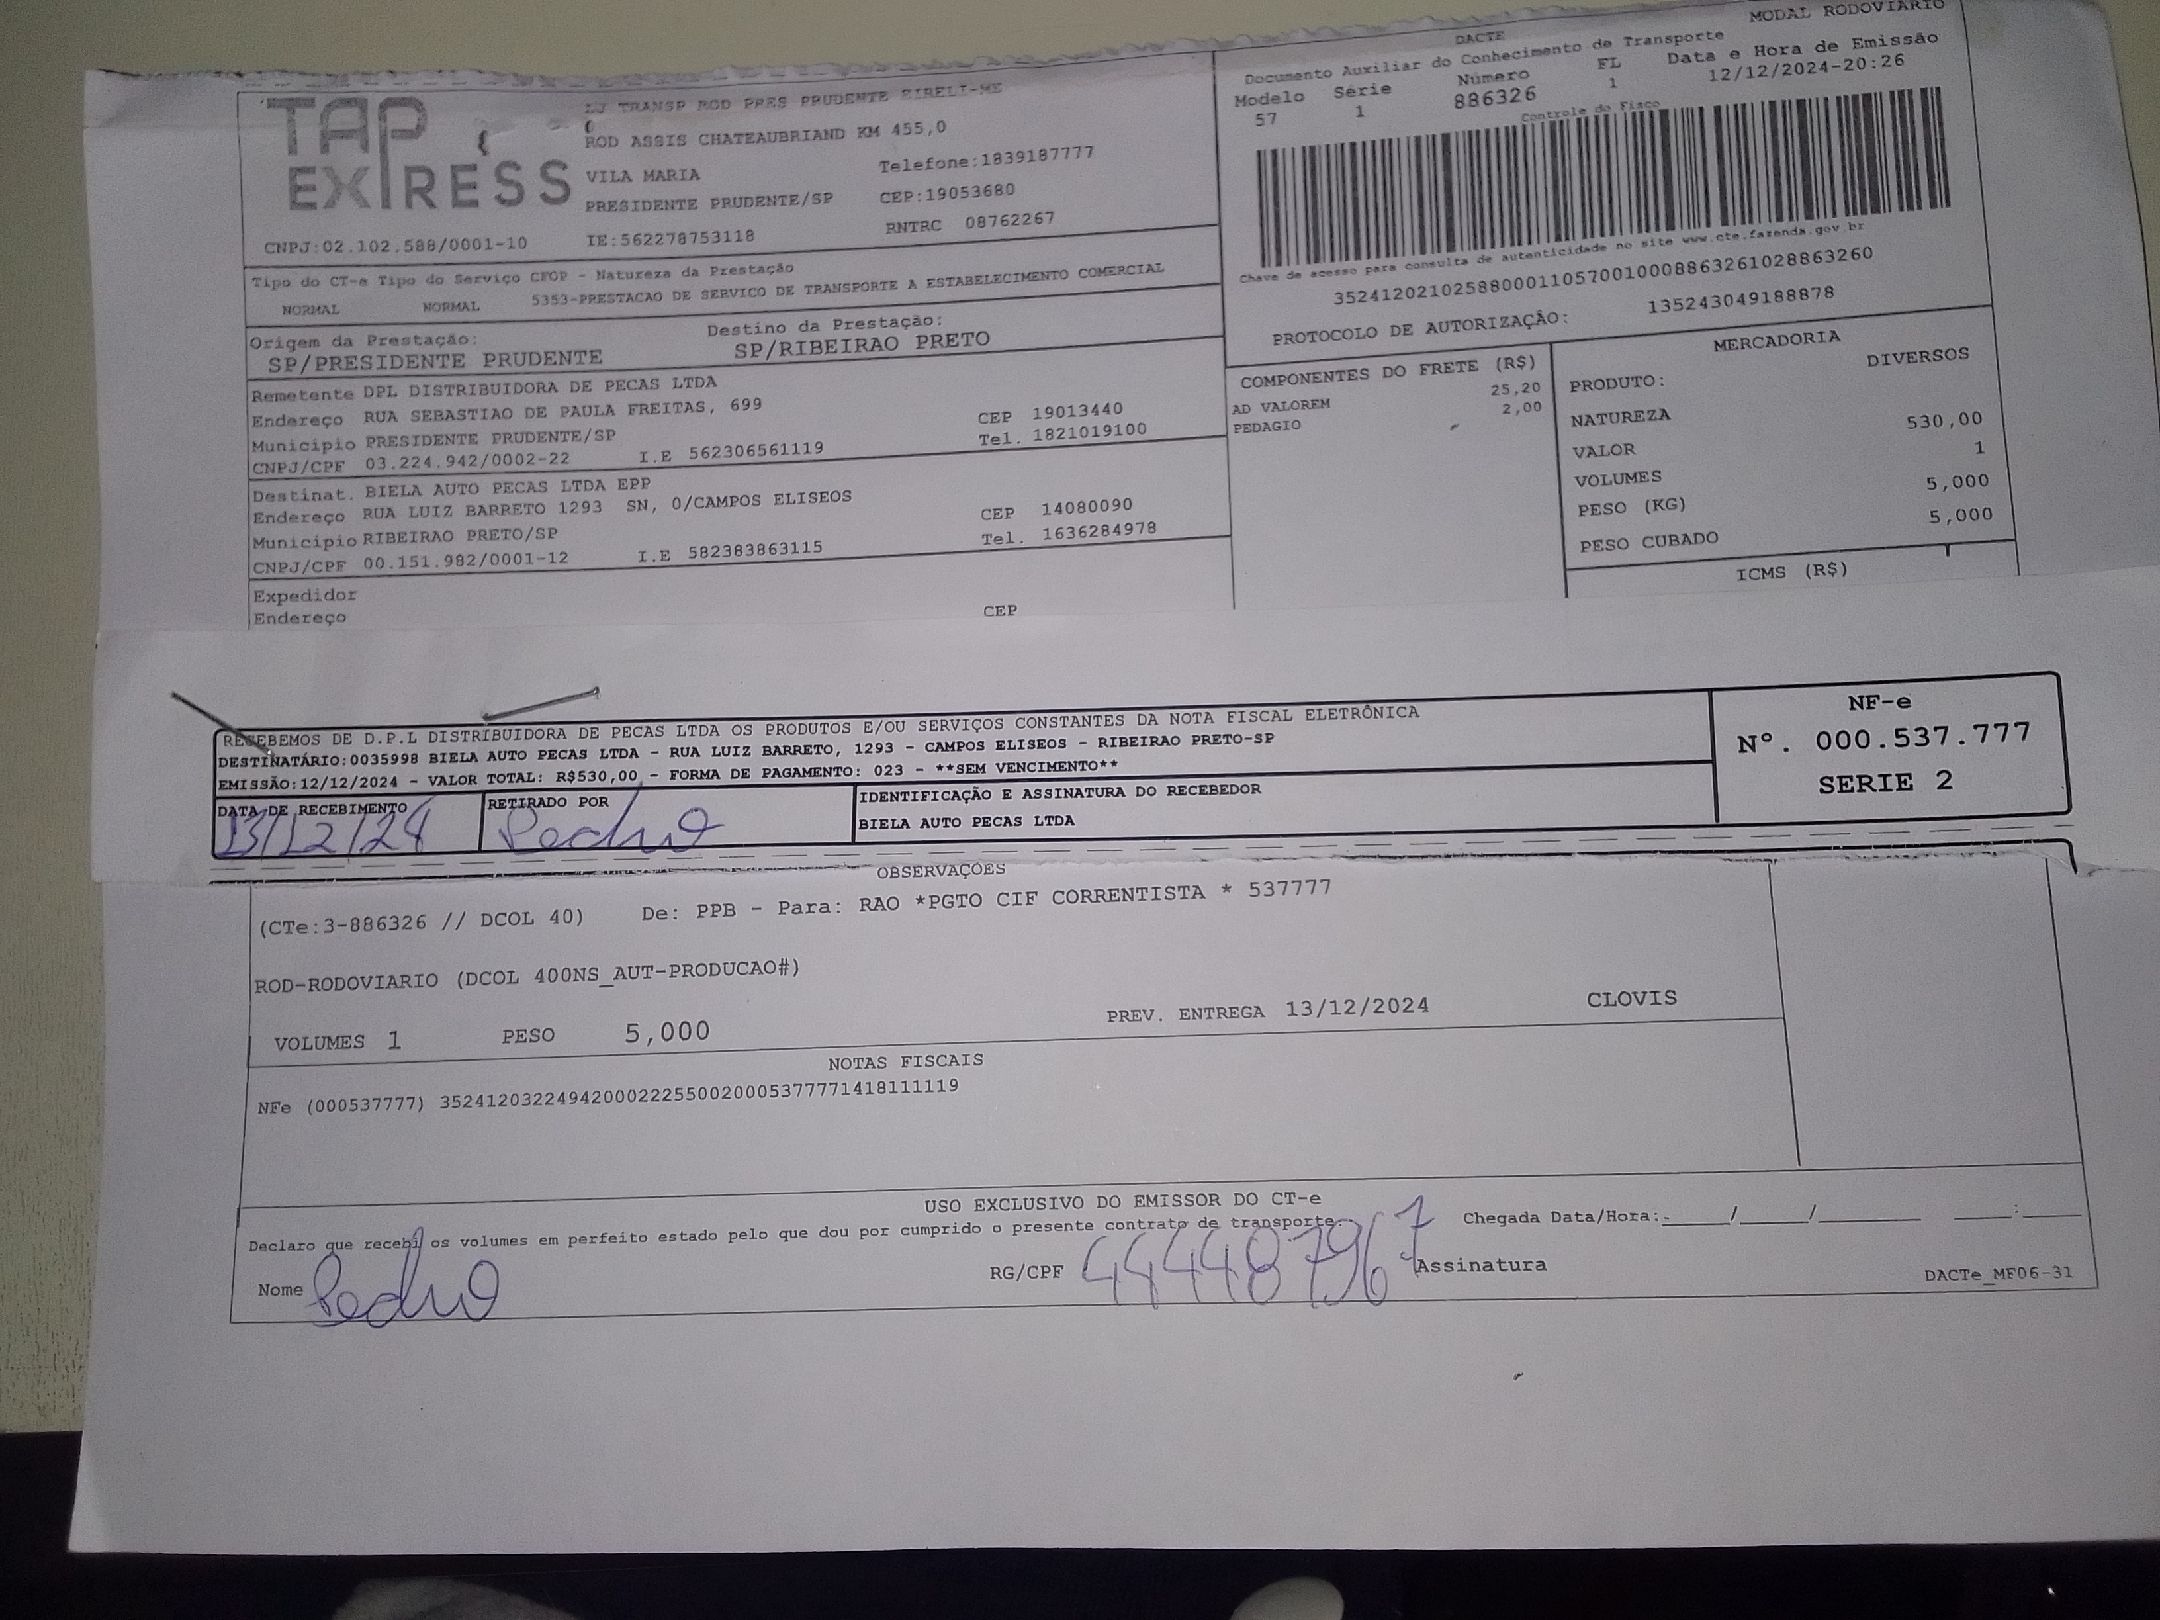 MODAL RODOVIARIO
DACTE
Documento Auxiliar do Conhecimento de Transporte
Modelo Série Número FL Data e Hora de Emissão
57 1 886326 1 12/12/2024-20:26
Controle do Fisco
TAP
EXPRESS
TRANSP ROD PRES PRUDENTE EIRELI-ME
ROD ASSIS CHATEAUBRIAND KM 455,0
VILA MARIA Telefone:1839187777
PRESIDENTE PRUDENTE/SP CEP:19053680
CNPJ:02.102.588/0001-10 IE:562278753118 RNTRC 08762267
Chave de acesso para consulta de autenticidade no site www.cte.fazenda.gov.br
35241202102588000110570010008863261028863260
PROTOCOLO DE AUTORIZAÇÃO: 135243049188878
Tipo do CT-e Tipo do Serviço CFOP - Natureza da Prestação
NORMAL NORMAL 5353-PRESTACAO DE SERVICO DE TRANSPORTE A ESTABELECIMENTO COMERCIAL
Origem da Prestação: Destino da Prestação:
SP/PRESIDENTE PRUDENTE SP/RIBEIRAO PRETO
Remetente DPL DISTRIBUIDORA DE PECAS LTDA
Endereço RUA SEBASTIAO DE PAULA FREITAS, 699 CEP 19013440
Municipio PRESIDENTE PRUDENTE/SP Tel. 1821019100
CNPJ/CPF 03.224.942/0002-22 I.E 562306561119
Destinat. BIELA AUTO PECAS LTDA EPP
Endereço RUA LUIZ BARRETO 1293 SN, 0/CAMPOS ELISEOS CEP 14080090
Municipio RIBEIRAO PRETO/SP Tel. 1636284978
CNPJ/CPF 00.151.982/0001-12 I.E 582383863115
Expedidor
Endereço CEP
COMPONENTES DO FRETE (R$)
25,20
AD VALOREM 2,00
PEDAGIO
MERCADORIA
PRODUTO: DIVERSOS
NATUREZA
VALOR 530,00
VOLUMES 1
PESO (KG) 5,000
PESO CUBADO 5,000
ICMS (R$)
RECEBEMOS DE D.P.L DISTRIBUIDORA DE PECAS LTDA OS PRODUTOS E/OU SERVIÇOS CONSTANTES DA NOTA FISCAL ELETRÔNICA
DESTINATÁRIO:0035998 BIELA AUTO PECAS LTDA - RUA LUIZ BARRETO, 1293 - CAMPOS ELISEOS - RIBEIRAO PRETO-SP
EMISSÃO:12/12/2024 - VALOR TOTAL: R$530,00 - FORMA DE PAGAMENTO: 023 - **SEM VENCIMENTO**
NF-e
Nº. 000.537.777
SERIE 2
DATA DE RECEBIMENTO RETIRADO POR IDENTIFICAÇÃO E ASSINATURA DO RECEBEDOR
13/12/24 Pedro BIELA AUTO PECAS LTDA
OBSERVAÇÕES
(CTe:3-886326 // DCOL 40) De: PPB - Para: RAO *PGTO CIF CORRENTISTA * 537777
ROD-RODOVIARIO (DCOL 400NS_AUT-PRODUCAO#)
VOLUMES 1 PESO 5,000 PREV. ENTREGA 13/12/2024 CLOVIS
NOTAS FISCAIS
NFe (000537777) 35241203224942000222550020005377771418111119
USO EXCLUSIVO DO EMISSOR DO CT-e
Declaro que recebi os volumes em perfeito estado pelo que dou por cumprido o presente contrato de transporte. Chegada Data/Hora: / / :
Nome Pedro RG/CPF 444487967 Assinatura
DACTe_MF06-31